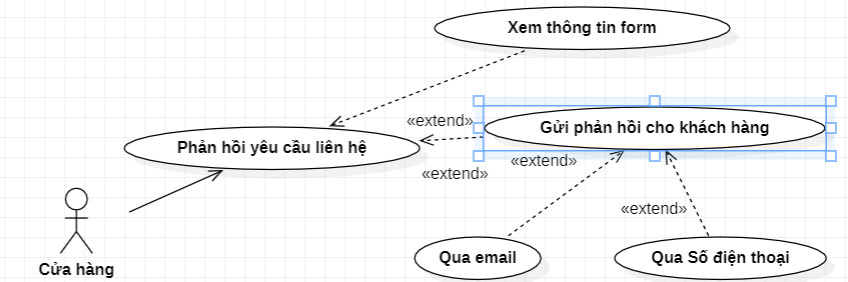 Xem thông tin form
«extend»
Gửi phản hồi cho khách hàng
Phản hồi yêu cầu liên hệ
«extend»
«extend»
«extend»
Qua email
Qua Số điện thoại
Cửa hàng